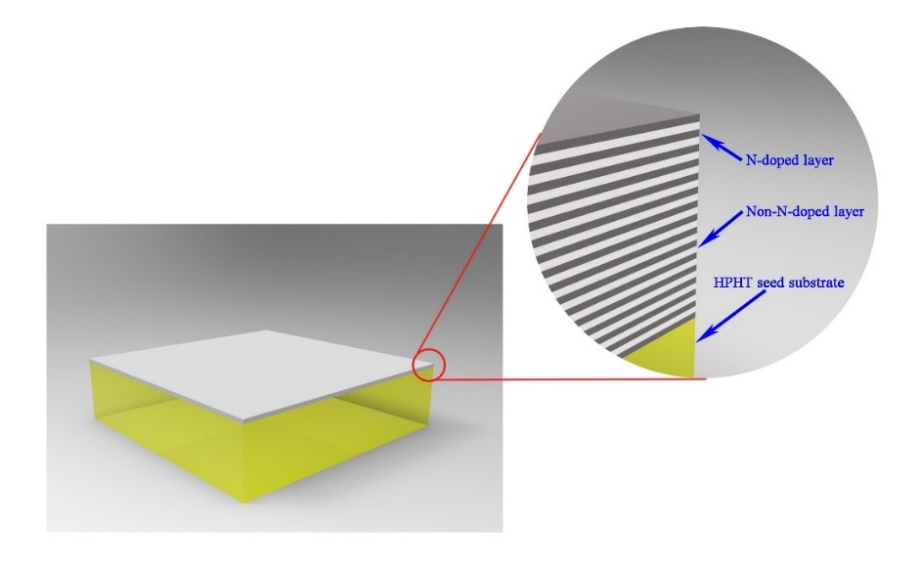 N-doped layer
Non-N-doped layer
HPHT seed substrate